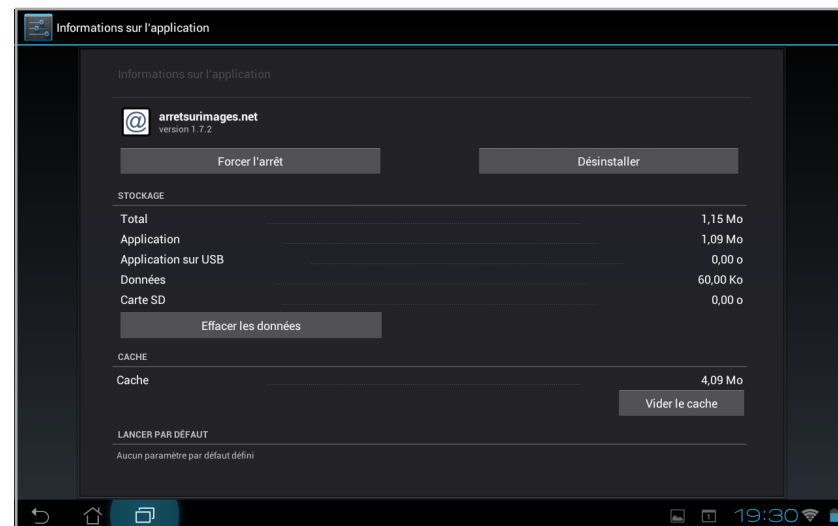 Informations sur l'application
Informations sur l'application
arretsurimages.net
version 1.7.2
Forcer l'arrêt
Désinstaller
STOCKAGE
Total 1,15 Mo
Application 1,09 Mo
Application sur USB 0,00 o
Données 60,00 Ko
Carte SD 0,00 o
Effacer les données
CACHE
Cache 4,09 Mo
Vider le cache
LANCER PAR DÉFAUT
Aucun paramètre par défaut défini
1 19:30